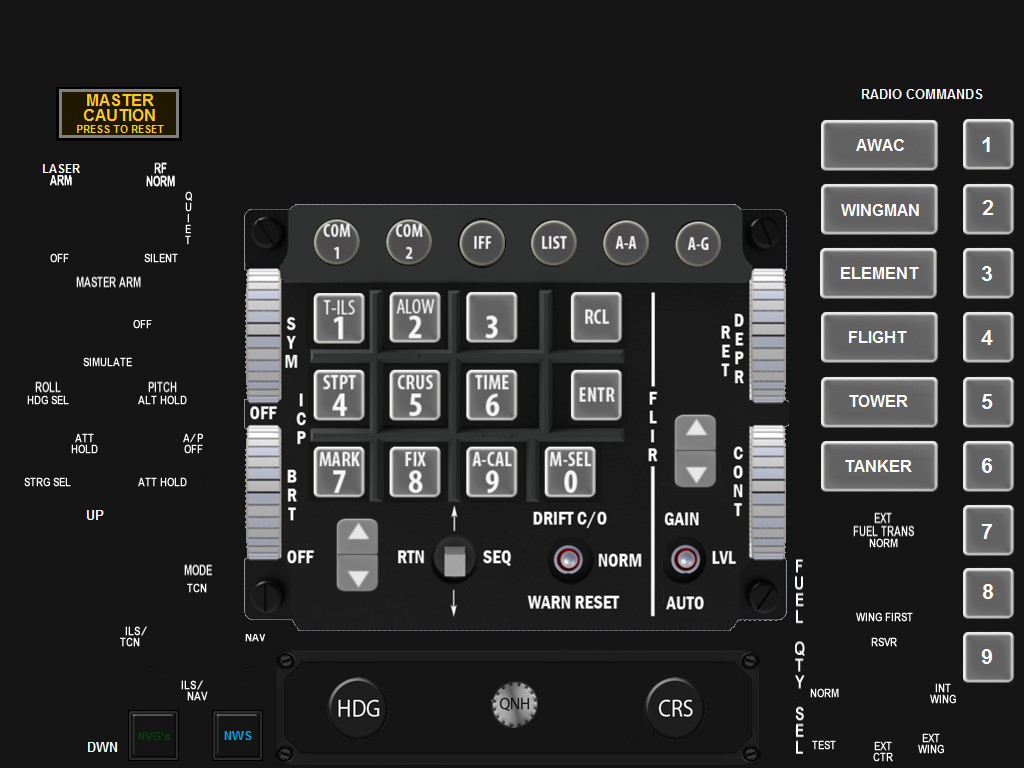 MASTER
CAUTION
PRESS TO RESET
LASER
ARM
RF
NORM
QUIET
OFF
SILENT
MASTER ARM
OFF
SIMULATE
ROLL
HDG SEL
PITCH
ALT HOLD
ATT
HOLD
A/P
OFF
STRG SEL
ATT HOLD
UP
MODE
TCN
ILS/
TCN
NAV
ILS/
NAV
DWN
NVG's
NWS
COM
1
COM
2
IFF
LIST
A-A
A-G
SYM
OFF
ICP
BRT
OFF
T-ILS
1
ALOW
2
3
RCL
STPT
4
CRUS
5
TIME
6
ENTR
MARK
7
FIX
8
A-CAL
9
M-SEL
0
RTN
SEQ
DRIFT C/O
NORM
WARN RESET
FLIR
RET
DEPR
CONT
GAIN
LVL
AUTO
HDG
QNH
CRS
RADIO COMMANDS
AWAC
1
WINGMAN
2
ELEMENT
3
FLIGHT
4
TOWER
5
TANKER
6
7
8
9
EXT
FUEL TRANS
NORM
WING FIRST
FUEL QTY SEL
RSVR
NORM
INT
WING
TEST
EXT
CTR
EXT
WING